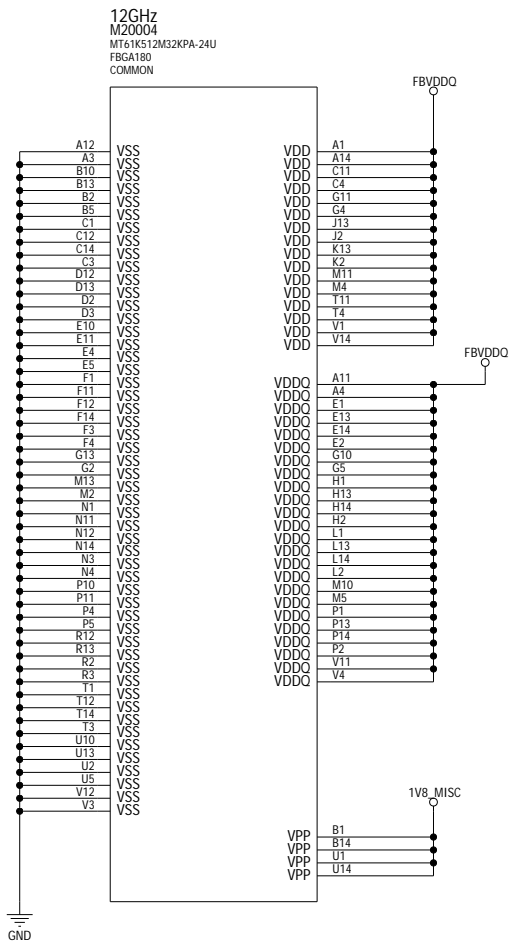 12GHz
M20004
MT61K512M32KPA-24U
FBGA180
COMMON
FBVDDQ
A12 VSS
A3 VSS
B10 VSS
B13 VSS
B2 VSS
B5 VSS
C1 VSS
C12 VSS
C14 VSS
C3 VSS
D12 VSS
D13 VSS
D2 VSS
D3 VSS
E10 VSS
E11 VSS
E4 VSS
E5 VSS
F1 VSS
F11 VSS
F12 VSS
F14 VSS
F3 VSS
F4 VSS
G13 VSS
G2 VSS
M13 VSS
M2 VSS
N1 VSS
N11 VSS
N12 VSS
N14 VSS
N3 VSS
N4 VSS
P10 VSS
P11 VSS
P4 VSS
P5 VSS
R12 VSS
R13 VSS
R2 VSS
R3 VSS
T1 VSS
T12 VSS
T14 VSS
T3 VSS
U10 VSS
U13 VSS
U2 VSS
U5 VSS
V12 VSS
V3 VSS
GND
VDD A1
VDD A14
VDD C11
VDD C4
VDD G11
VDD G4
VDD J13
VDD J2
VDD K13
VDD K2
VDD M11
VDD M4
VDD T11
VDD T4
VDD V1
VDD V14
FBVDDQ
VDDQ A11
VDDQ A4
VDDQ E1
VDDQ E13
VDDQ E14
VDDQ E2
VDDQ G10
VDDQ G5
VDDQ H1
VDDQ H13
VDDQ H14
VDDQ H2
VDDQ L1
VDDQ L13
VDDQ L14
VDDQ L2
VDDQ M10
VDDQ M5
VDDQ P1
VDDQ P13
VDDQ P14
VDDQ P2
VDDQ V11
VDDQ V4
1V8_MISC
VPP B1
VPP B14
VPP U1
VPP U14